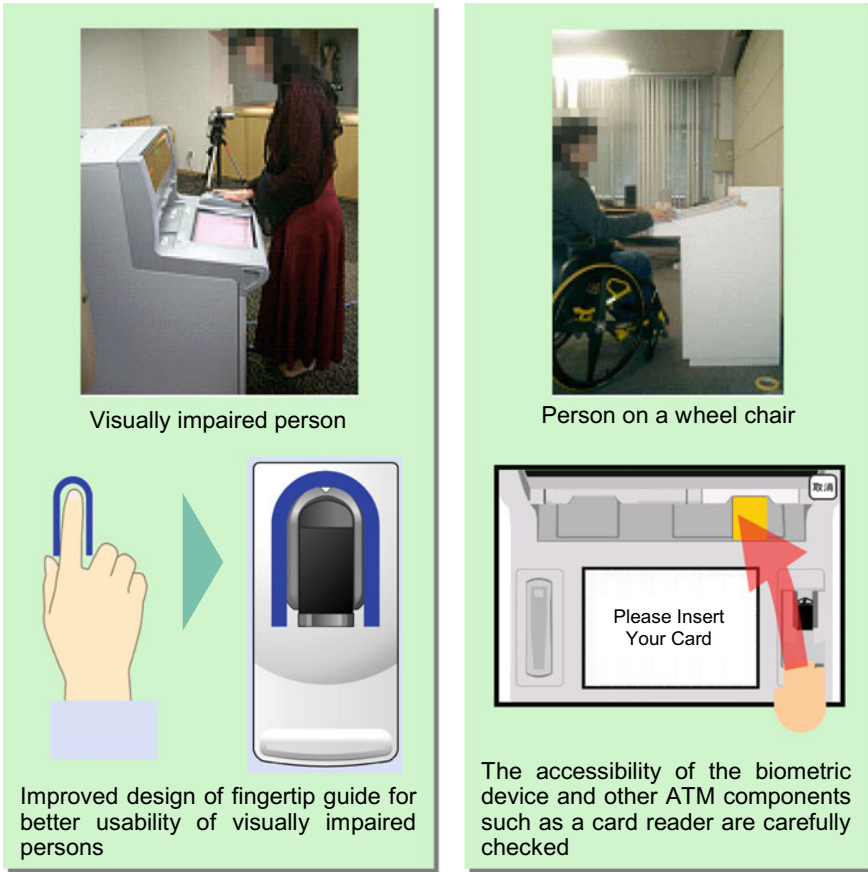 Visually impaired person
Improved design of fingertip guide for
better usability of visually impaired
persons
Person on a wheel chair
取消
Please Insert
Your Card
The accessibility of the biometric
device and other ATM components
such as a card reader are carefully
checked